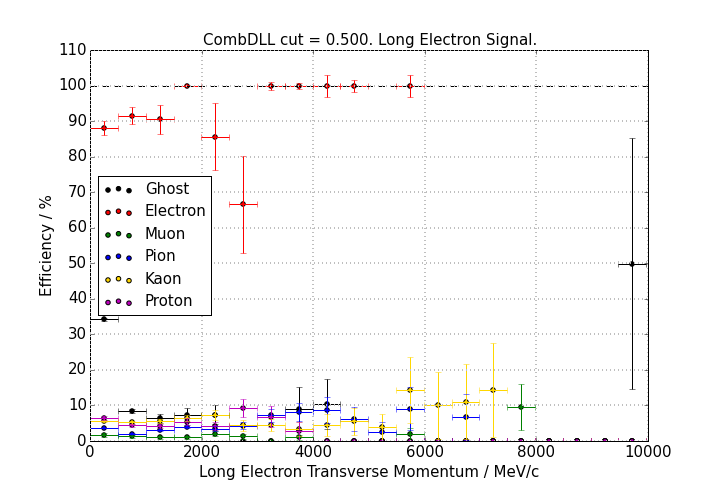 CombDLL cut = 0.500. Long Electron Signal.
110
100
90
80
70
60
50
40
30
20
10
0
Efficiency / %
Ghost
Electron
Muon
Pion
Kaon
Proton
0 2000 4000 6000 8000 10000
Long Electron Transverse Momentum / MeV/c